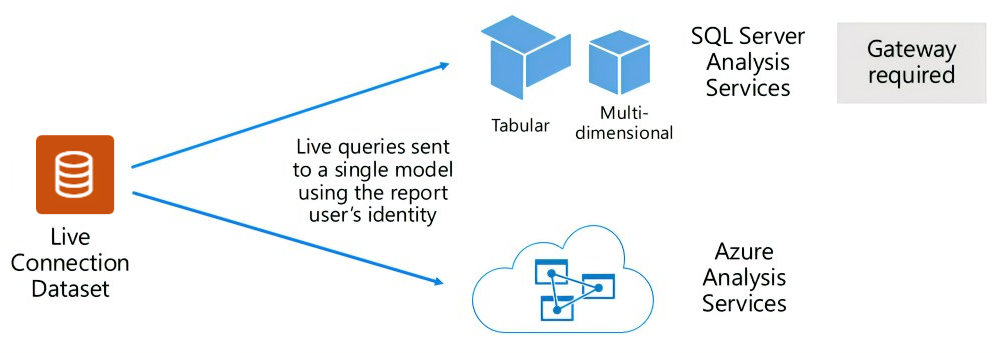 Live
Connection
Dataset
Live queries sent
to a single model
using the report
user's identity
Tabular
Multi-
dimensional
SQL Server
Analysis
Services
Gateway
required
Azure
Analysis
Services